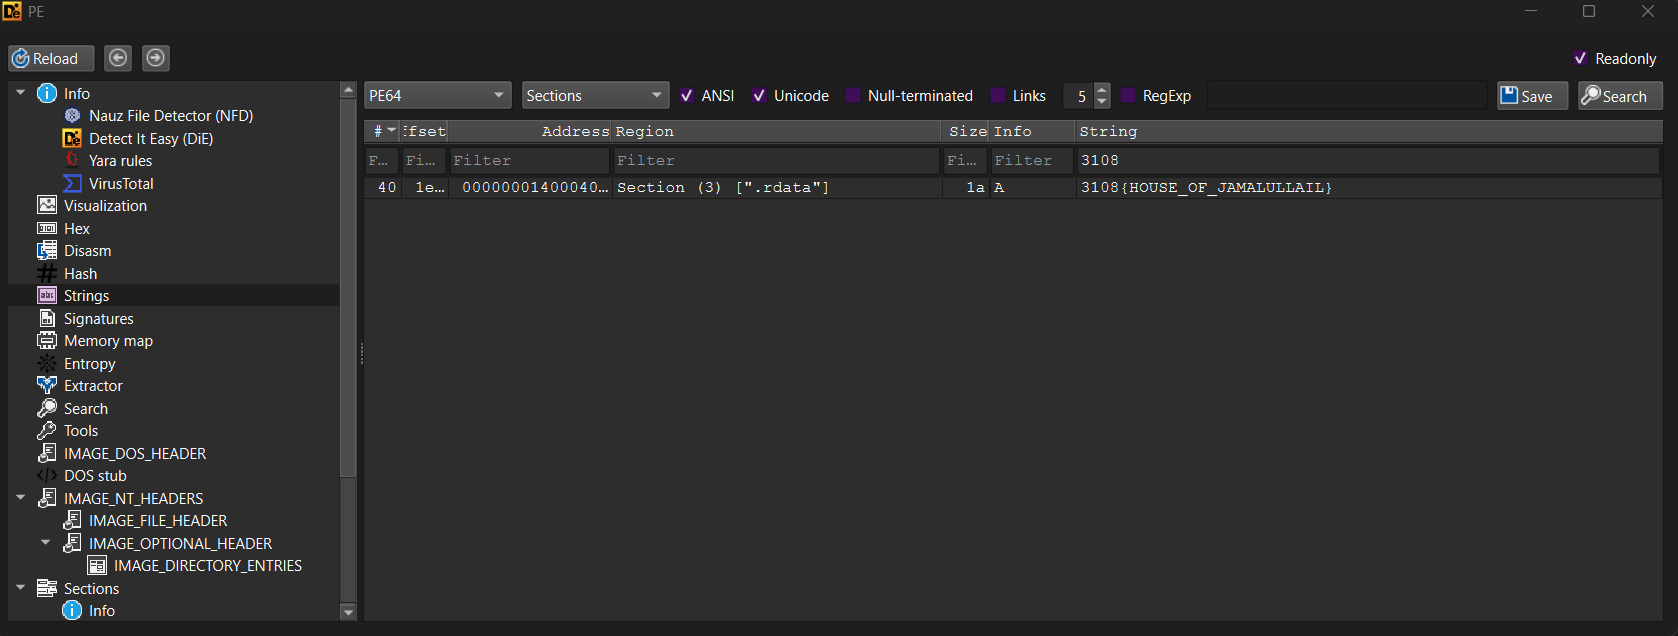 PE
Reload
Readonly
Info
Nauz File Detector (NFD)
Detect It Easy (DiE)
Yara rules
VirusTotal
Visualization
Hex
Disasm
Hash
Strings
Signatures
Memory map
Entropy
Extractor
Search
Tools
IMAGE_DOS_HEADER
DOS stub
IMAGE_NT_HEADERS
IMAGE_FILE_HEADER
IMAGE_OPTIONAL_HEADER
IMAGE_DIRECTORY_ENTRIES
Sections
Info
PE64 Sections ANSI Unicode Null-terminated Links 5 RegExp Save Search
# ffset Address Region Size Info String
F... Fi... Filter Filter Fi... Filter 3108
40 1e... 00000001400040... Section (3) [".rdata"] 1a A 3108{HOUSE_OF_JAMALULLAIL}